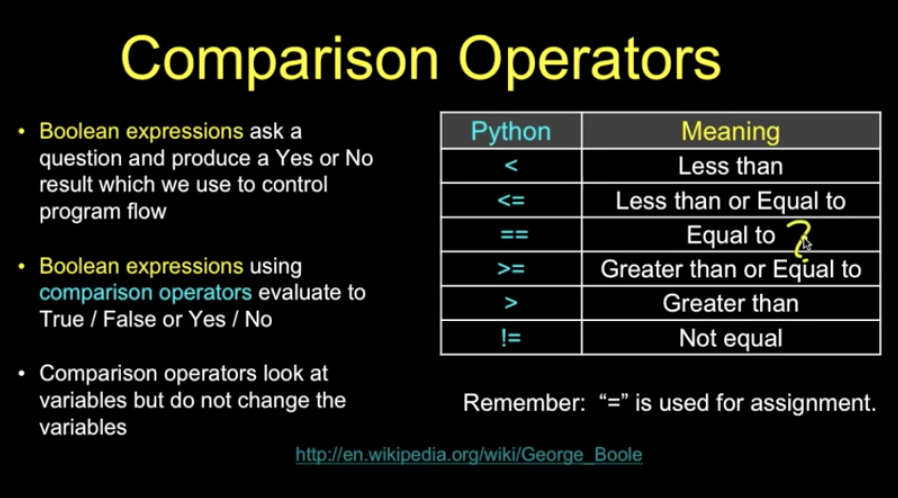 Comparison Operators
• Boolean expressions ask a
question and produce a Yes or No
result which we use to control
program flow
• Boolean expressions using
comparison operators evaluate to
True / False or Yes / No
• Comparison operators look at
variables but do not change the
variables
Python Meaning
< Less than
<= Less than or Equal to
== Equal to ?
>= Greater than or Equal to
> Greater than
!= Not equal
Remember: “=” is used for assignment.
http://en.wikipedia.org/wiki/George_Boole